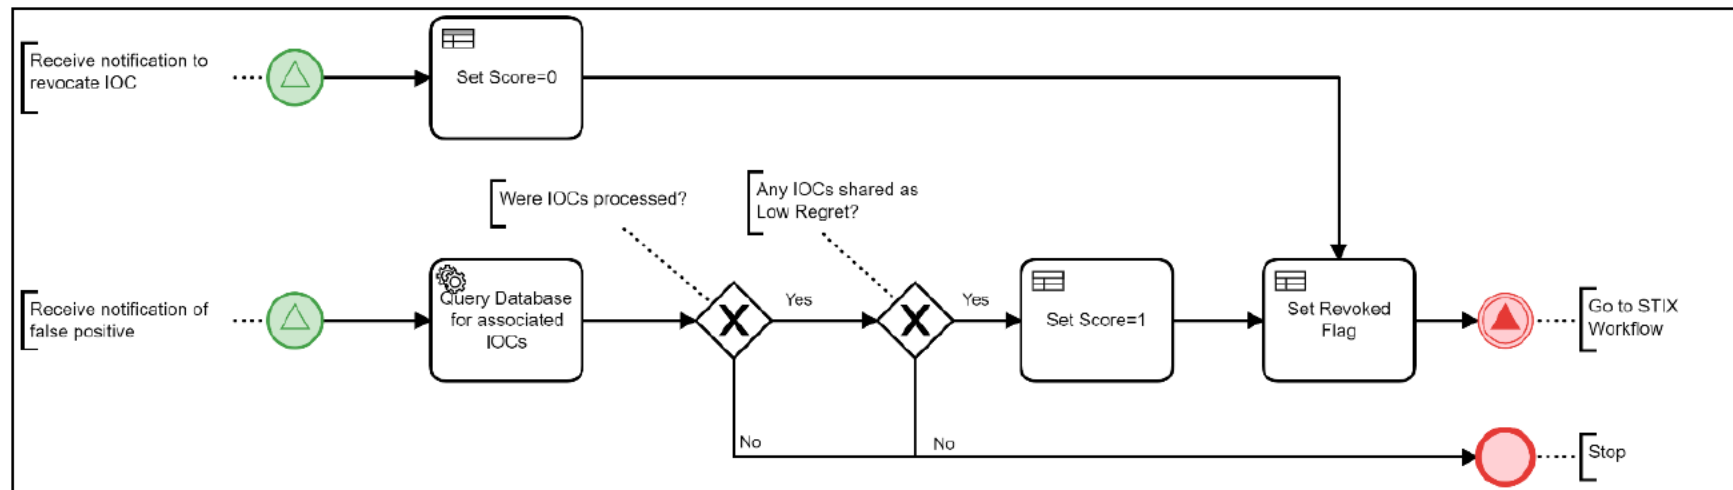 Receive notification to
revocate IOC
Set Score=0
Were IOCs processed?
Any IOCs shared as
Low Regret?
Receive notification of
false positive
Query Database
for associated
IOCs
Yes
Yes
Set Score=1
Set Revoked
Flag
Go to STIX
Workflow
No
No
Stop